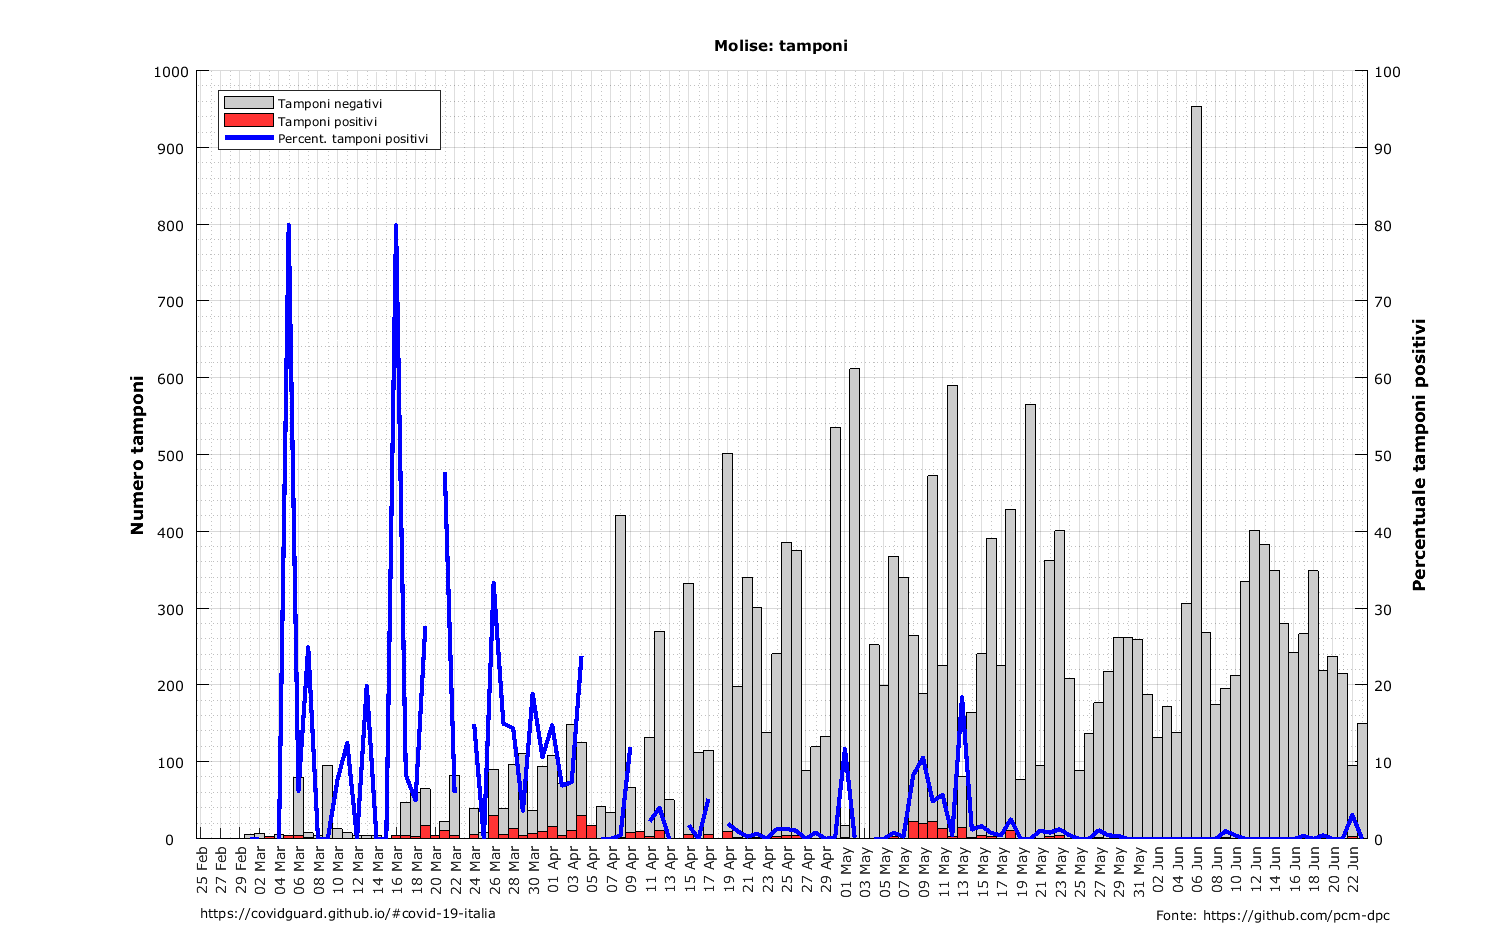 Molise: tamponi
Tamponi negativi
Tamponi positivi
Percent. tamponi positivi
Numero tamponi
1000
900
800
700
600
500
400
300
200
100
0
Percentuale tamponi positivi
100
90
80
70
60
50
40
30
20
10
0
25 Feb
27 Feb
29 Feb
02 Mar
04 Mar
06 Mar
08 Mar
10 Mar
12 Mar
14 Mar
16 Mar
18 Mar
20 Mar
22 Mar
24 Mar
26 Mar
28 Mar
30 Mar
01 Apr
03 Apr
05 Apr
07 Apr
09 Apr
11 Apr
13 Apr
15 Apr
17 Apr
19 Apr
21 Apr
23 Apr
25 Apr
27 Apr
29 Apr
01 May
03 May
05 May
07 May
09 May
11 May
13 May
15 May
17 May
19 May
21 May
23 May
25 May
27 May
29 May
31 May
02 Jun
04 Jun
06 Jun
08 Jun
10 Jun
12 Jun
14 Jun
16 Jun
18 Jun
20 Jun
22 Jun
https://covidguard.github.io/#covid-19-italia
Fonte: https://github.com/pcm-dpc